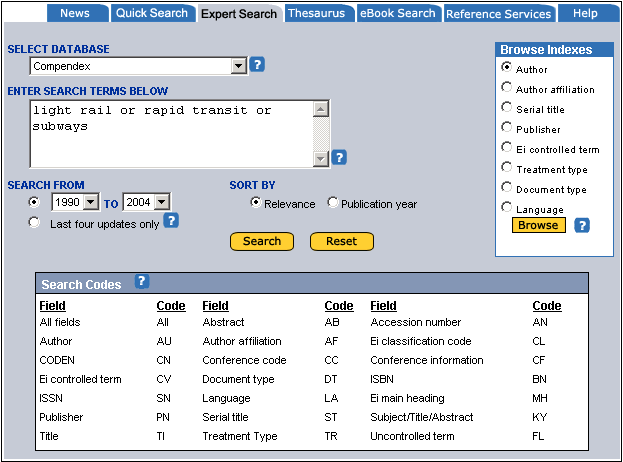 News Quick Search Expert Search Thesaurus eBook Search Reference Services Help
SELECT DATABASE
Compendex ?
ENTER SEARCH TERMS BELOW
light rail or rapid transit or
subways
?
SEARCH FROM
1990 TO 2004
Last four updates only ?
SORT BY
Relevance Publication year
Search Reset
Browse Indexes
Author
Author affiliation
Serial title
Publisher
Ei controlled term
Treatment type
Document type
Language
Browse ?
Search Codes ?
Field Code Field Code Field Code
All fields All Abstract AB Accession number AN
Author AU Author affiliation AF Ei classification code CL
CODEN CN Conference code CC Conference information CF
Ei controlled term CV Document type DT ISBN BN
ISSN SN Language LA Ei main heading MH
Publisher PN Serial title ST Subject/Title/Abstract KY
Title TI Treatment Type TR Uncontrolled term FL